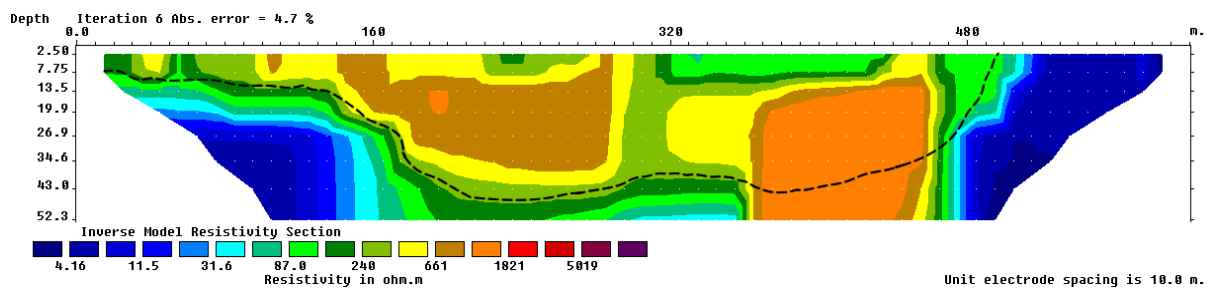 Depth Iteration 6 Abs. error = 4.7 %
0.0 160 320 480 m.
2.50
7.75
13.5
19.9
26.9
34.6
43.0
52.3
Inverse Model Resistivity Section
4.16 11.5 31.6 87.0 240 661 1821 5019
Resistivity in ohm.m
Unit electrode spacing is 10.0 m.